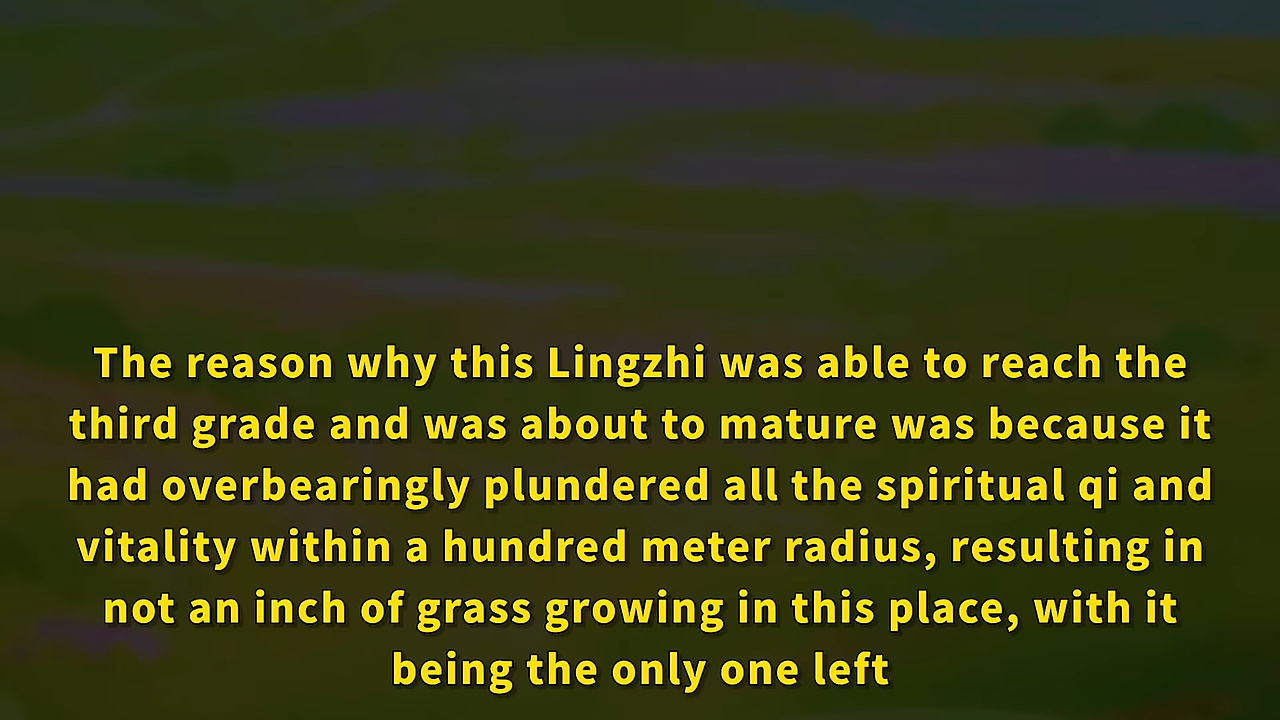 The reason why this Lingzhi was able to reach the
third grade and was about to mature was because it
had overbearingly plundered all the spiritual qi and
vitality within a hundred meter radius, resulting in
not an inch of grass growing in this place, with it
being the only one left